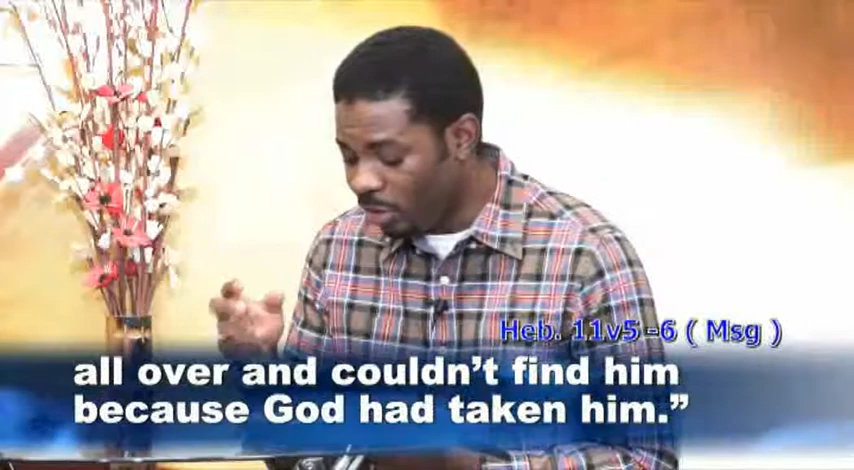 Heb. 11v5 -6 ( Msg )
all over and couldn’t find him
because God had taken him.”